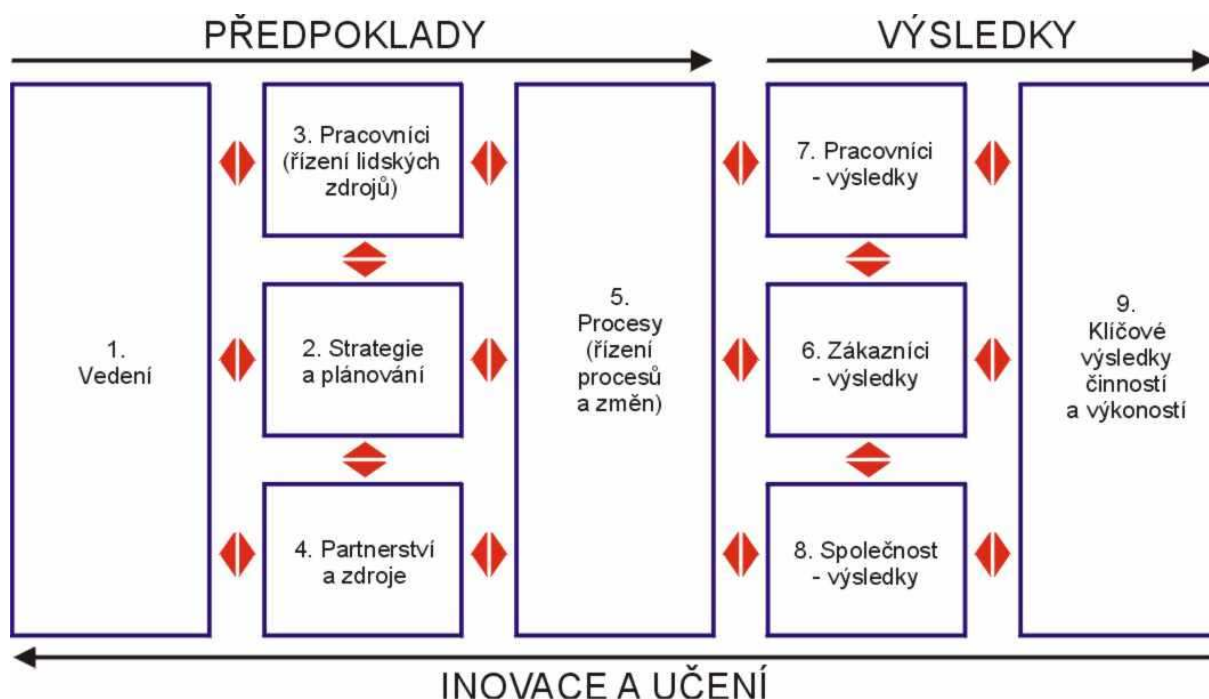 PŘEDPOKLADY
VÝSLEDKY
1.
Vedení
3. Pracovníci
(řízení lidských
zdrojů)
2. Strategie
a plánování
4. Partnerství
a zdroje
5.
Procesy
(řízení
procesů
a změn)
7. Pracovníci
- výsledky
6. Zákazníci
- výsledky
8. Společnost
- výsledky
9.
Klíčové
výsledky
činností
a výkoností
INOVACE A UČENÍ